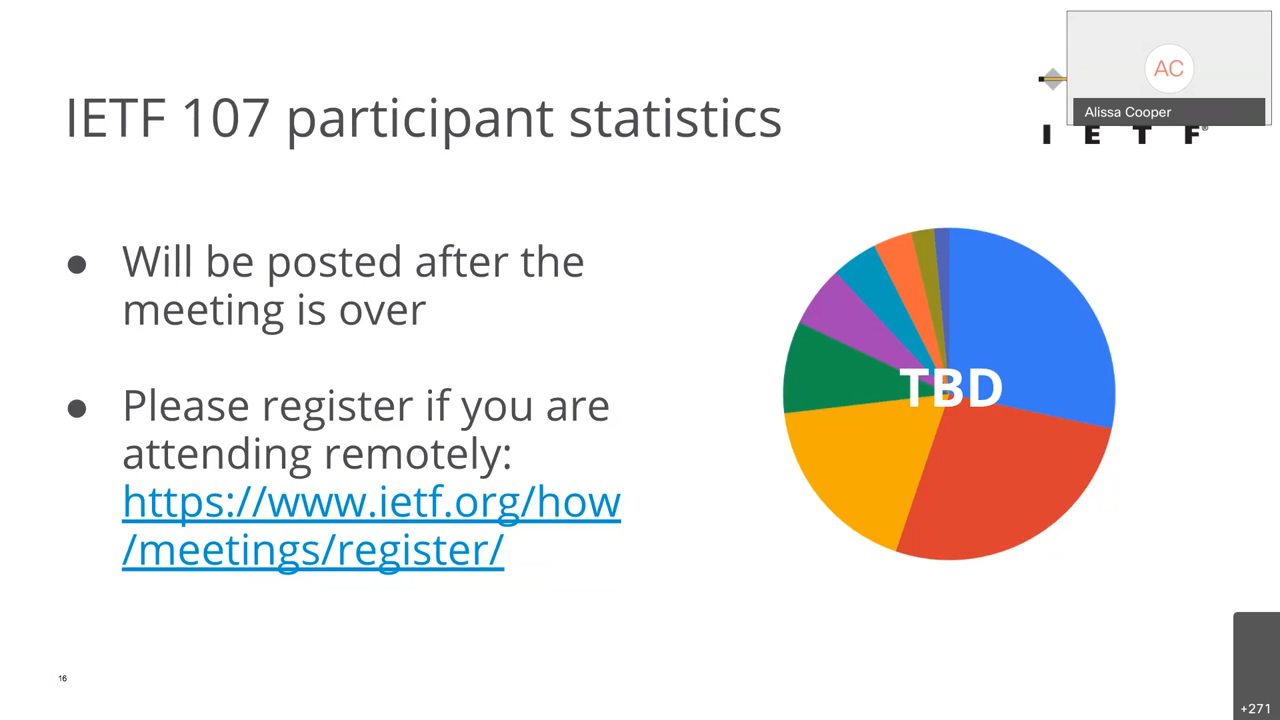 IETF 107 participant statistics
AC
Alissa Cooper
I E T F®
● Will be posted after the
meeting is over
● Please register if you are
attending remotely:
https://www.ietf.org/how
/meetings/register/
TBD
16
+271